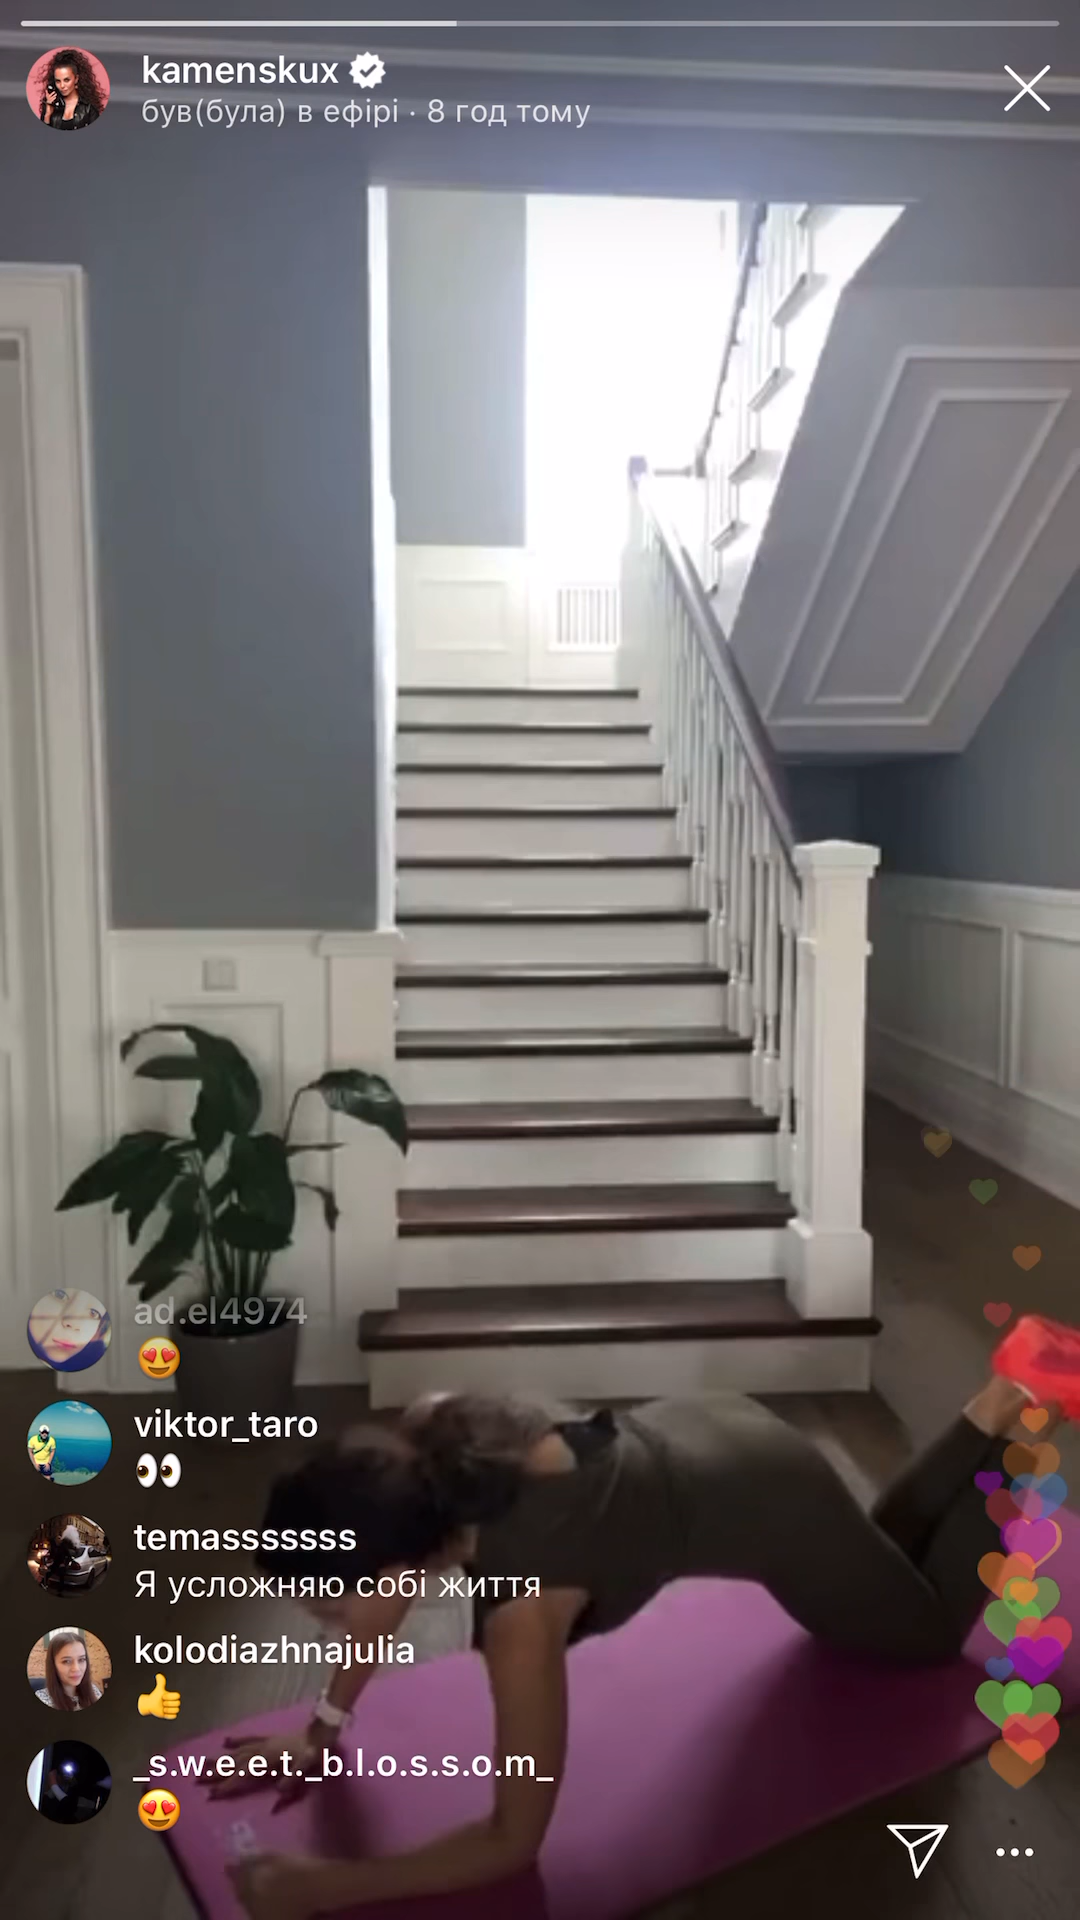 kamenskux
був(була) в ефірі · 8 год тому
ad.el4974
😍
viktor_taro
👀
temasssssss
Я усложняю собі життя
kolodiazhnajulia
👍
_s.w.e.e.t._b.l.o.s.s.o.m_
😍